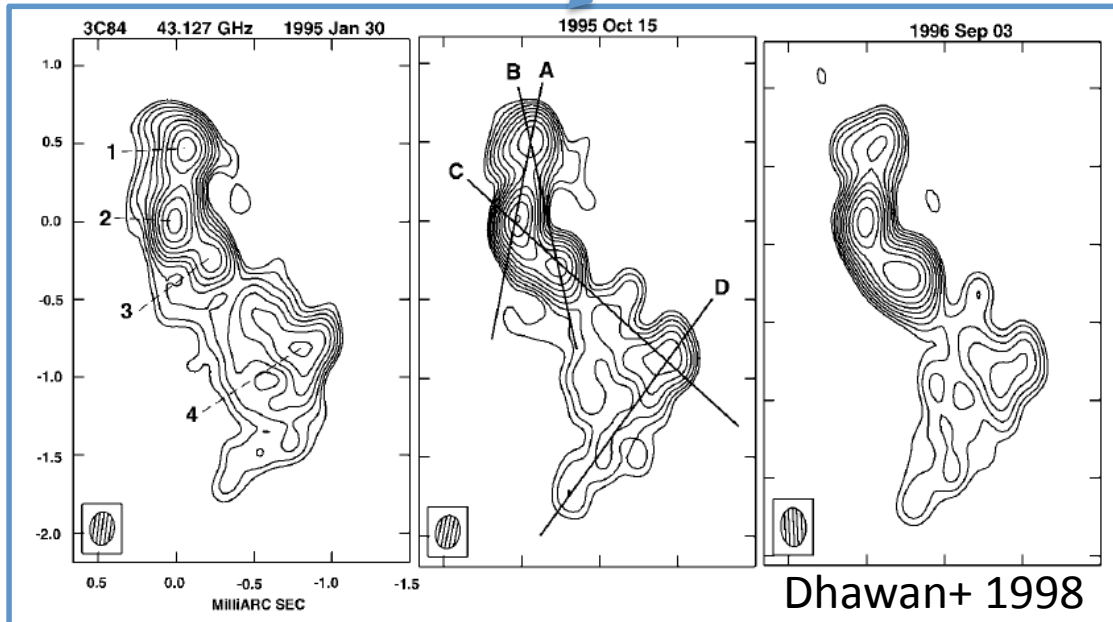 3C84 43.127 GHz 1995 Jan 30
1995 Oct 15
1996 Sep 03
1.0
0.5
0.0
-0.5
-1.0
-1.5
-2.0
1
2
3
4
0.5 0.0 -0.5 -1.0 -1.5
MilliARC SEC
B A
C
D
Dhawan+ 1998